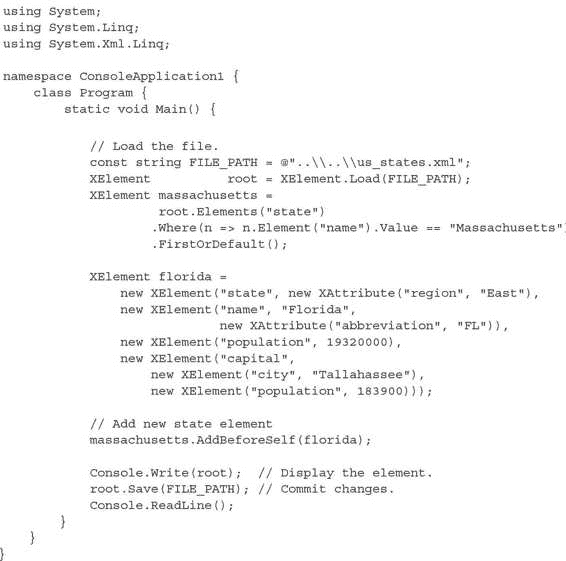 using System;
using System.Linq;
using System.Xml.Linq;
namespace ConsoleApplication1 {
class Program {
static void Main() {
// Load the file.
const string FILE_PATH = @"..\\..\\us_states.xml";
XElement root = XElement.Load(FILE_PATH);
XElement massachusetts =
root.Elements("state")
.Where(n => n.Element("name").Value == "Massachusetts")
.FirstOrDefault();
XElement florida =
new XElement("state", new XAttribute("region", "East"),
new XElement("name", "Florida",
new XAttribute("abbreviation", "FL")),
new XElement("population", 19320000),
new XElement("capital",
new XElement("city", "Tallahassee"),
new XElement("population", 183900)));
// Add new state element
massachusetts.AddBeforeSelf(florida);
Console.Write(root); // Display the element.
root.Save(FILE_PATH); // Commit changes.
Console.ReadLine();
}
}
}